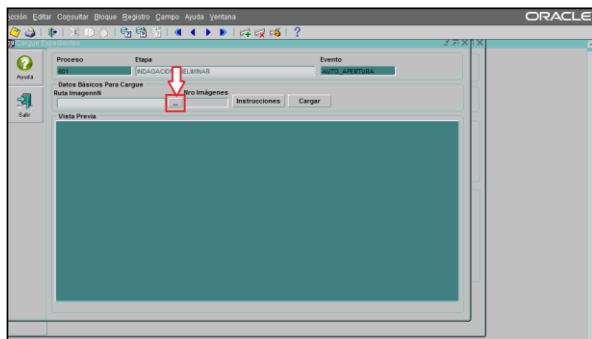 cción Editar Consultar Bloque Registro Campo Ayuda Ventana
ORACLE
Cargue Expedientes
Ayuda
Salir
Proceso Etapa Evento
601 INDAGACION PRELIMINAR AUTO_APERTURA
Datos Básicos Para Cargue
Ruta ImagennN Nro Imágenes
... Instrucciones Cargar
Vista Previa